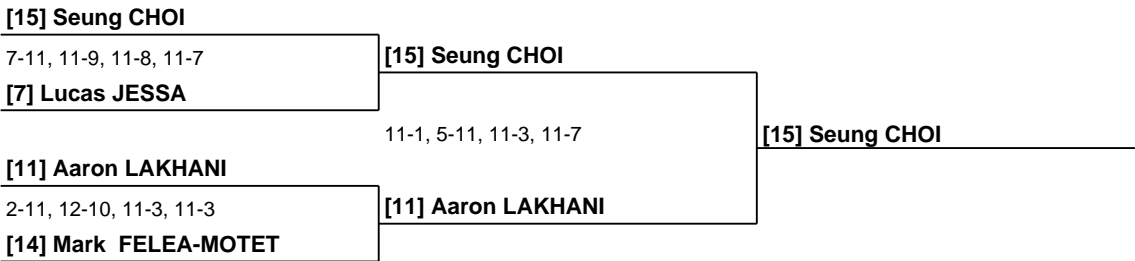 [15] Seung CHOI
7-11, 11-9, 11-8, 11-7
[15] Seung CHOI
[7] Lucas JESSA
11-1, 5-11, 11-3, 11-7
[15] Seung CHOI
[11] Aaron LAKHANI
2-11, 12-10, 11-3, 11-3
[11] Aaron LAKHANI
[14] Mark  FELEA-MOTET